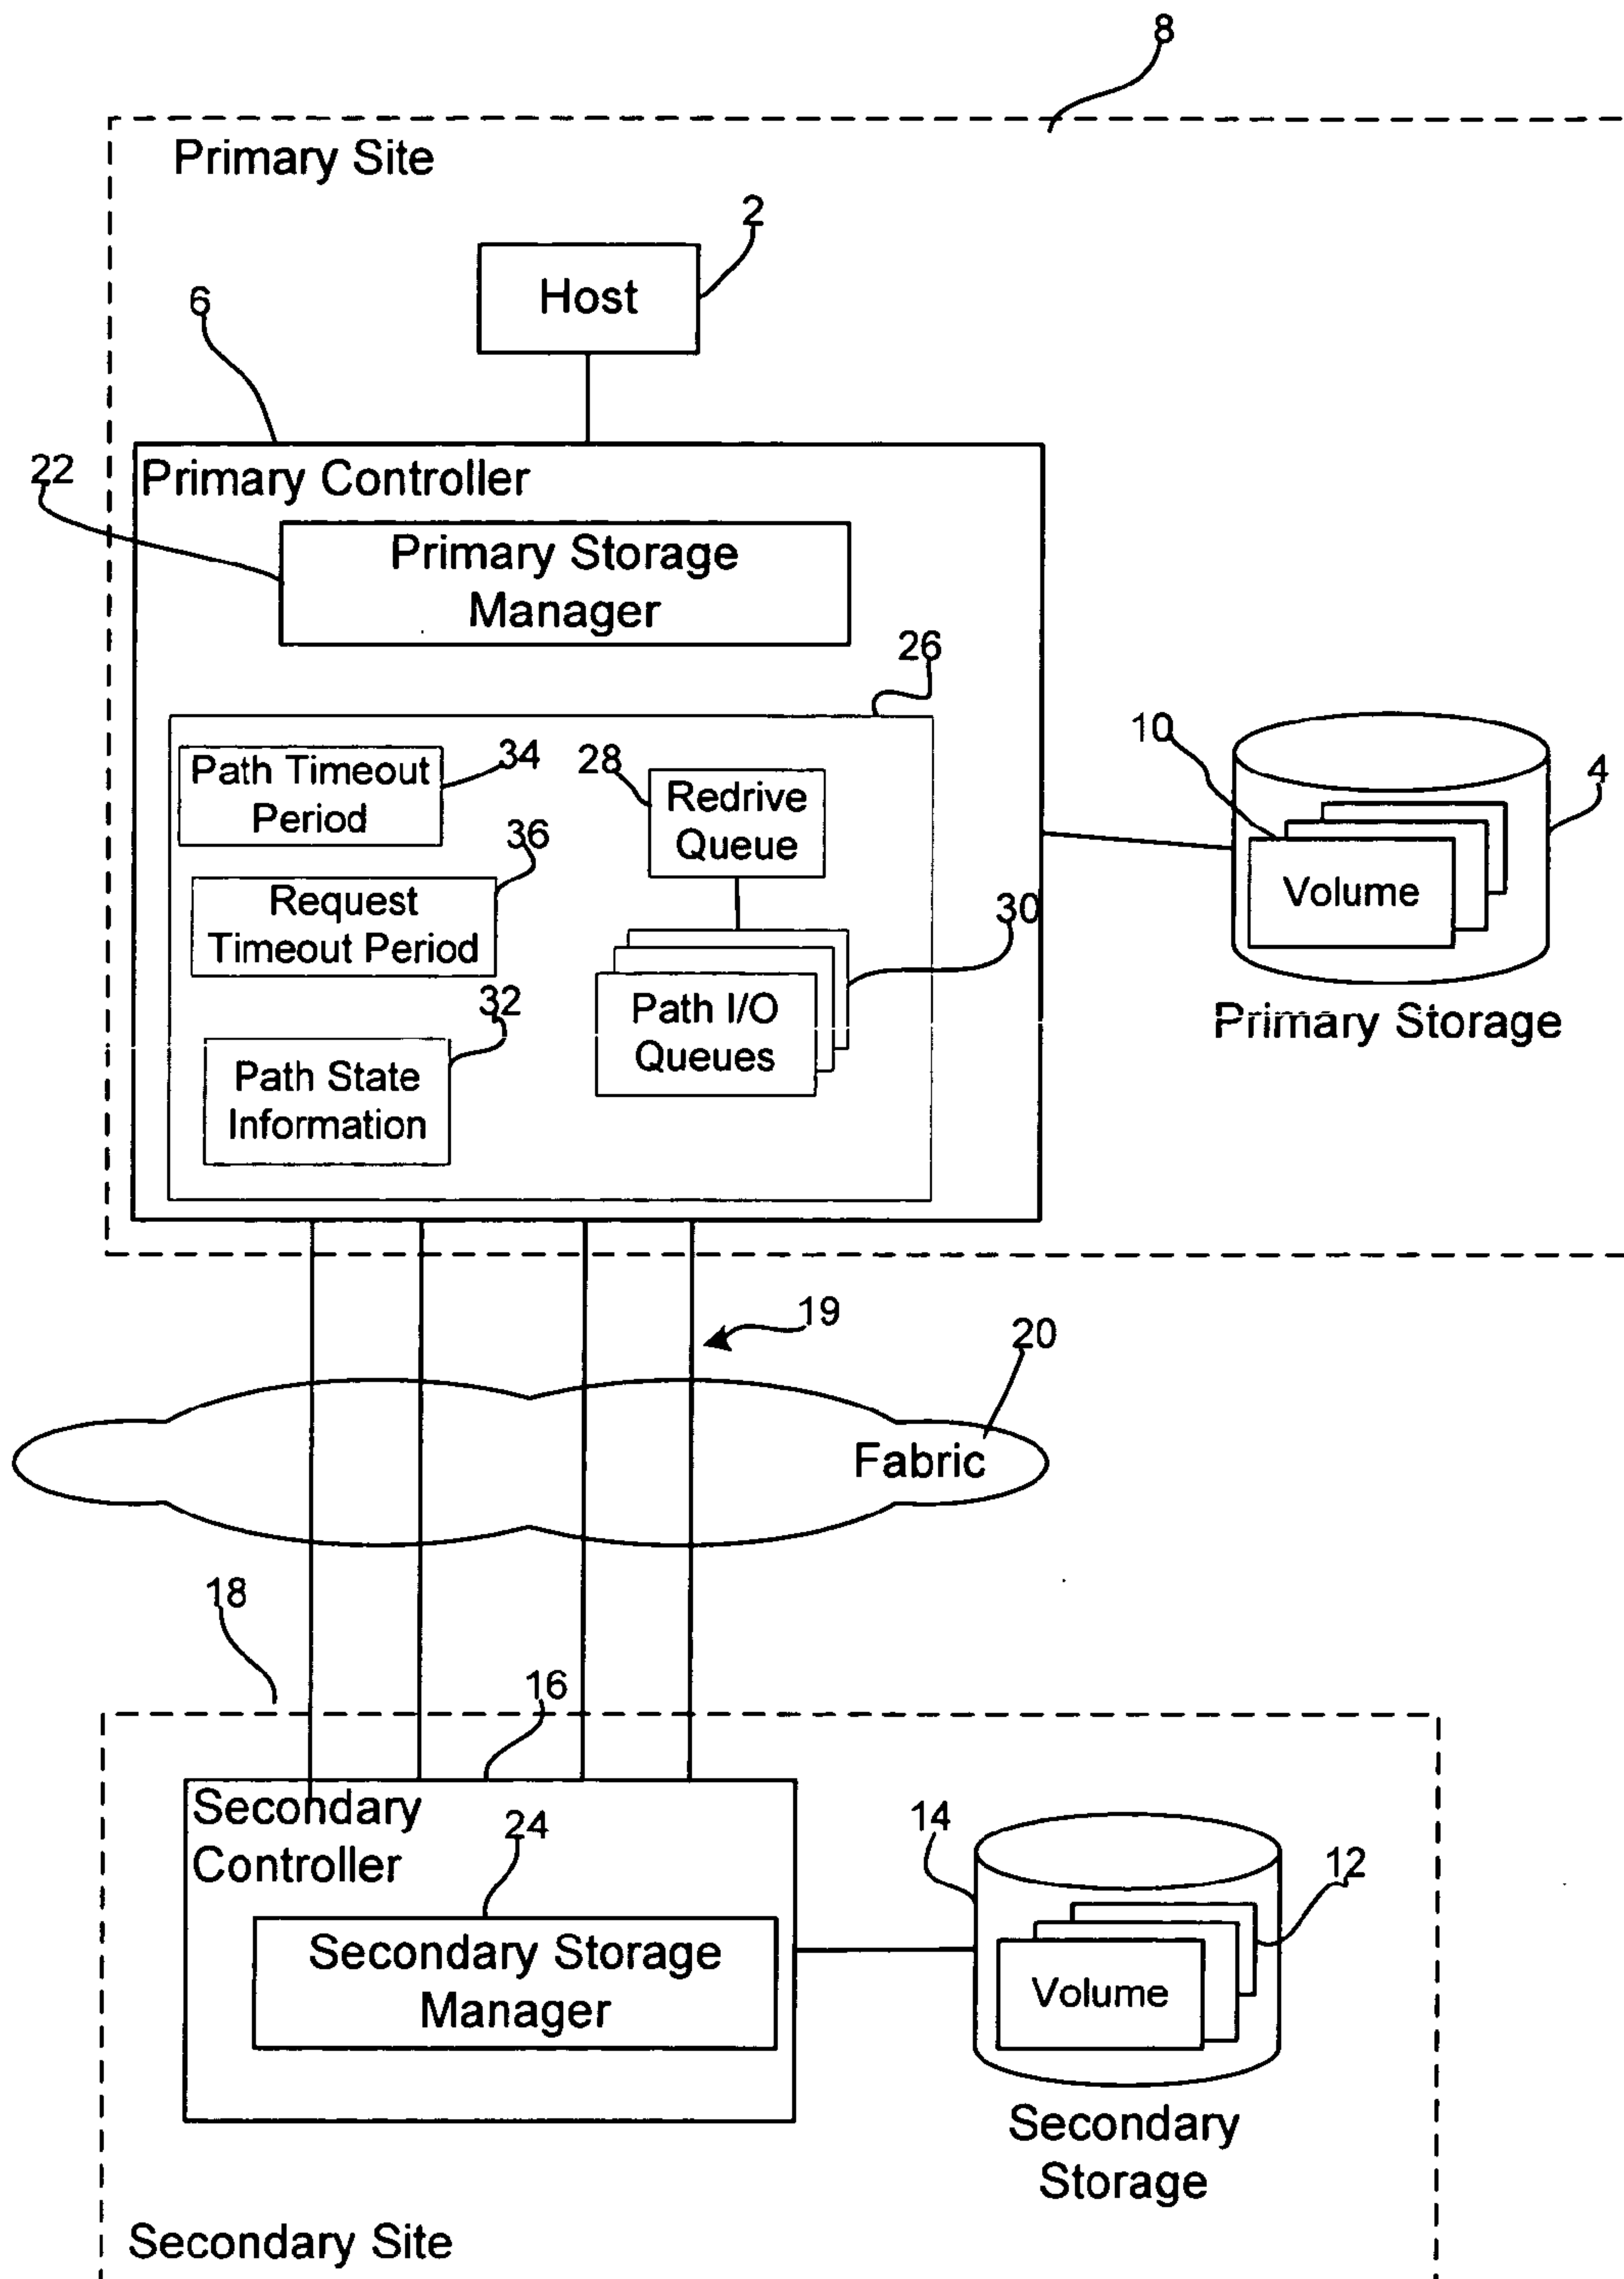 8
Primary Site
2
Host
6
22
Primary Controller
Primary Storage
Manager
26
Path Timeout
Period
34
28
Redrive
Queue
10
4
36
Request
Timeout Period
30
Volume
32
Path I/O
Queues
Primary Storage
Path State
Information
19
20
Fabric
18
16
Secondary
Controller
24
14
12
Secondary Storage
Manager
Volume
Secondary
Storage
Secondary Site